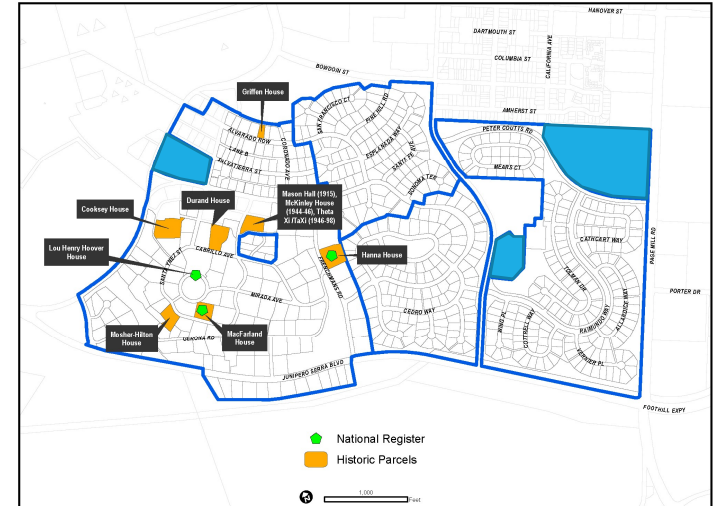 HANOVER ST
DARTMOUTH ST
CALIFORNIA AVE
COLUMBIA ST
BOWDOIN ST
Griffen House
AMHERST ST
SAN FRANCISCO CT
PINE HILL RD
PETER COUTTS RD
ALVARADO ROW
CORONADO AVE
ESPLANADA WAY
LANE B
SANTA FE AVE
MEARS CT
SALVATIERRA ST
SONOMA TER
Mason Hall (1915),
McKinley House
(1944-46), Theta
Xi /TaXi (1946-98)
Durand House
Cooksey House
CATHCART WAY
PAGE MILL RD
Lou Henry Hoover
House
SANTA YNEZ ST
CABRILLO AVE
Hanna House
FRENCHMANS RD
TOLMAN DR
PORTER DR
MIRADA AVE
ALLARDICE WAY
CEDRO WAY
WING PL
COTTRELL WAY
RAIMUNDO WAY
Mosher-Hilton
House
MacFarland
House
GERONA RD
VERNIER PL
JUNIPERO SERRA BLVD
FOOTHILL EXPY
National Register
Historic Parcels
1,000
Feet